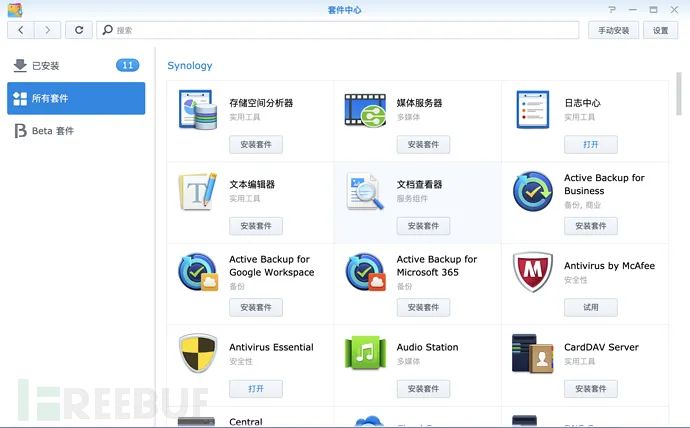 套件中心
搜索
手动安装
设置
已安装
11
所有套件
Beta 套件
Synology
存储空间分析器
实用工具
安装套件
媒体服务器
多媒体
安装套件
日志中心
实用工具
打开
文本编辑器
实用工具
安装套件
文档查看器
服务组件
安装套件
Active Backup for
Business
备份, 商业
安装套件
Active Backup for
Google Workspace
备份
安装套件
Active Backup for
Microsoft 365
备份
安装套件
Antivirus by McAfee
安全性
试用
Antivirus Essential
安全性
打开
Audio Station
多媒体
安装套件
CardDAV Server
实用工具
安装套件
Central
FREEBUF